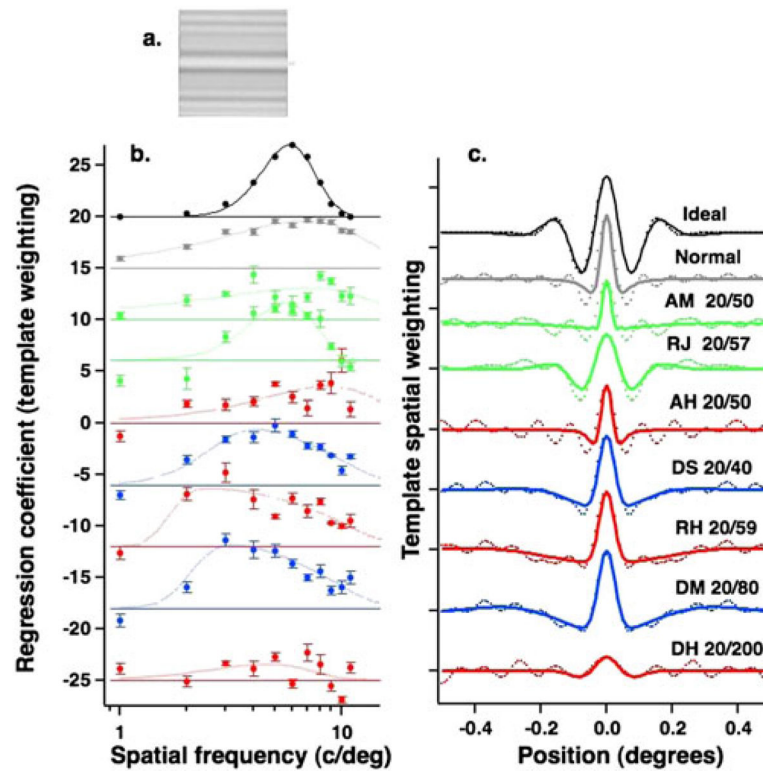 a.
b.
c.
Regression coefficient (template weighting)
25
20
15
10
5
0
-5
-10
-15
-20
-25
1
10
Spatial frequency (c/deg)
Template spatial weighting
Ideal
Normal
AM 20/50
RJ 20/57
AH 20/50
DS 20/40
RH 20/59
DM 20/80
DH 20/200
-0.4
-0.2
0.0
0.2
0.4
Position (degrees)